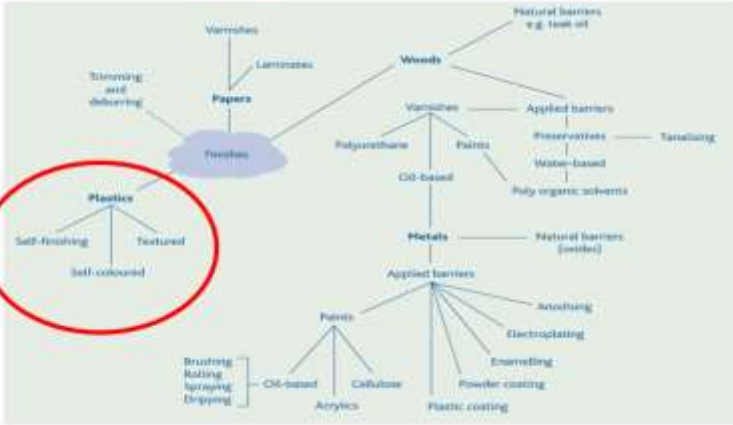 Varnishes
Laminates
Papers
Trimming
and
deburring
Finishes
Natural barriers
e.g. teak oil
Woods
Varnishes
Applied barriers
Polyurethane
Paints
Preservatives
Tanalising
Water-based
Oil-based
Poly organic solvents
Plastics
Self-finishing
Textured
Self-coloured
Metals
Natural barriers
(oxides)
Applied barriers
Paints
Anodising
Electroplating
Enamelling
Powder coating
Plastic coating
Brushing
Rolling
Spraying
Dripping
Oil-based
Cellulose
Acrylics